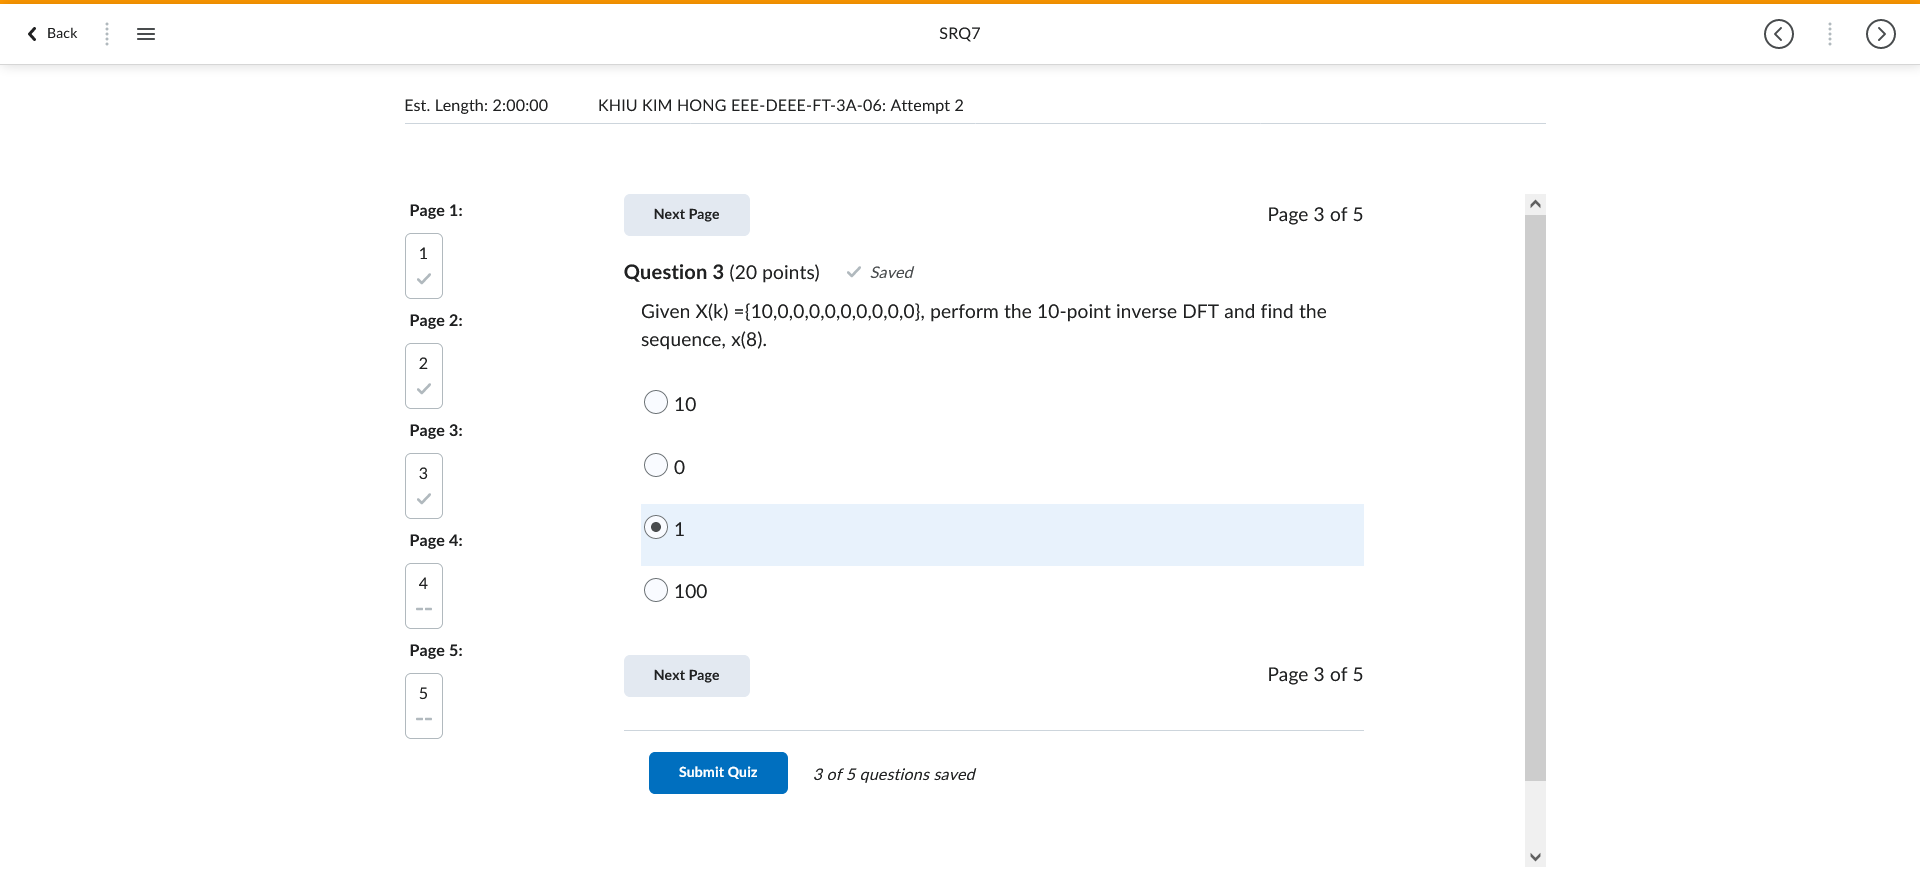 Back
SRQ7
Est. Length: 2:00:00 KHIU KIM HONG EEE-DEEE-FT-3A-06: Attempt 2
Page 1:
1
Page 2:
2
Page 3:
3
Page 4:
4
--
Page 5:
5
--
Next Page
Page 3 of 5
Question 3 (20 points) Saved
Given X(k) ={10,0,0,0,0,0,0,0,0,0,0}, perform the 10-point inverse DFT and find the
sequence, x(8).
10
0
1
100
Next Page
Page 3 of 5
Submit Quiz
3 of 5 questions saved